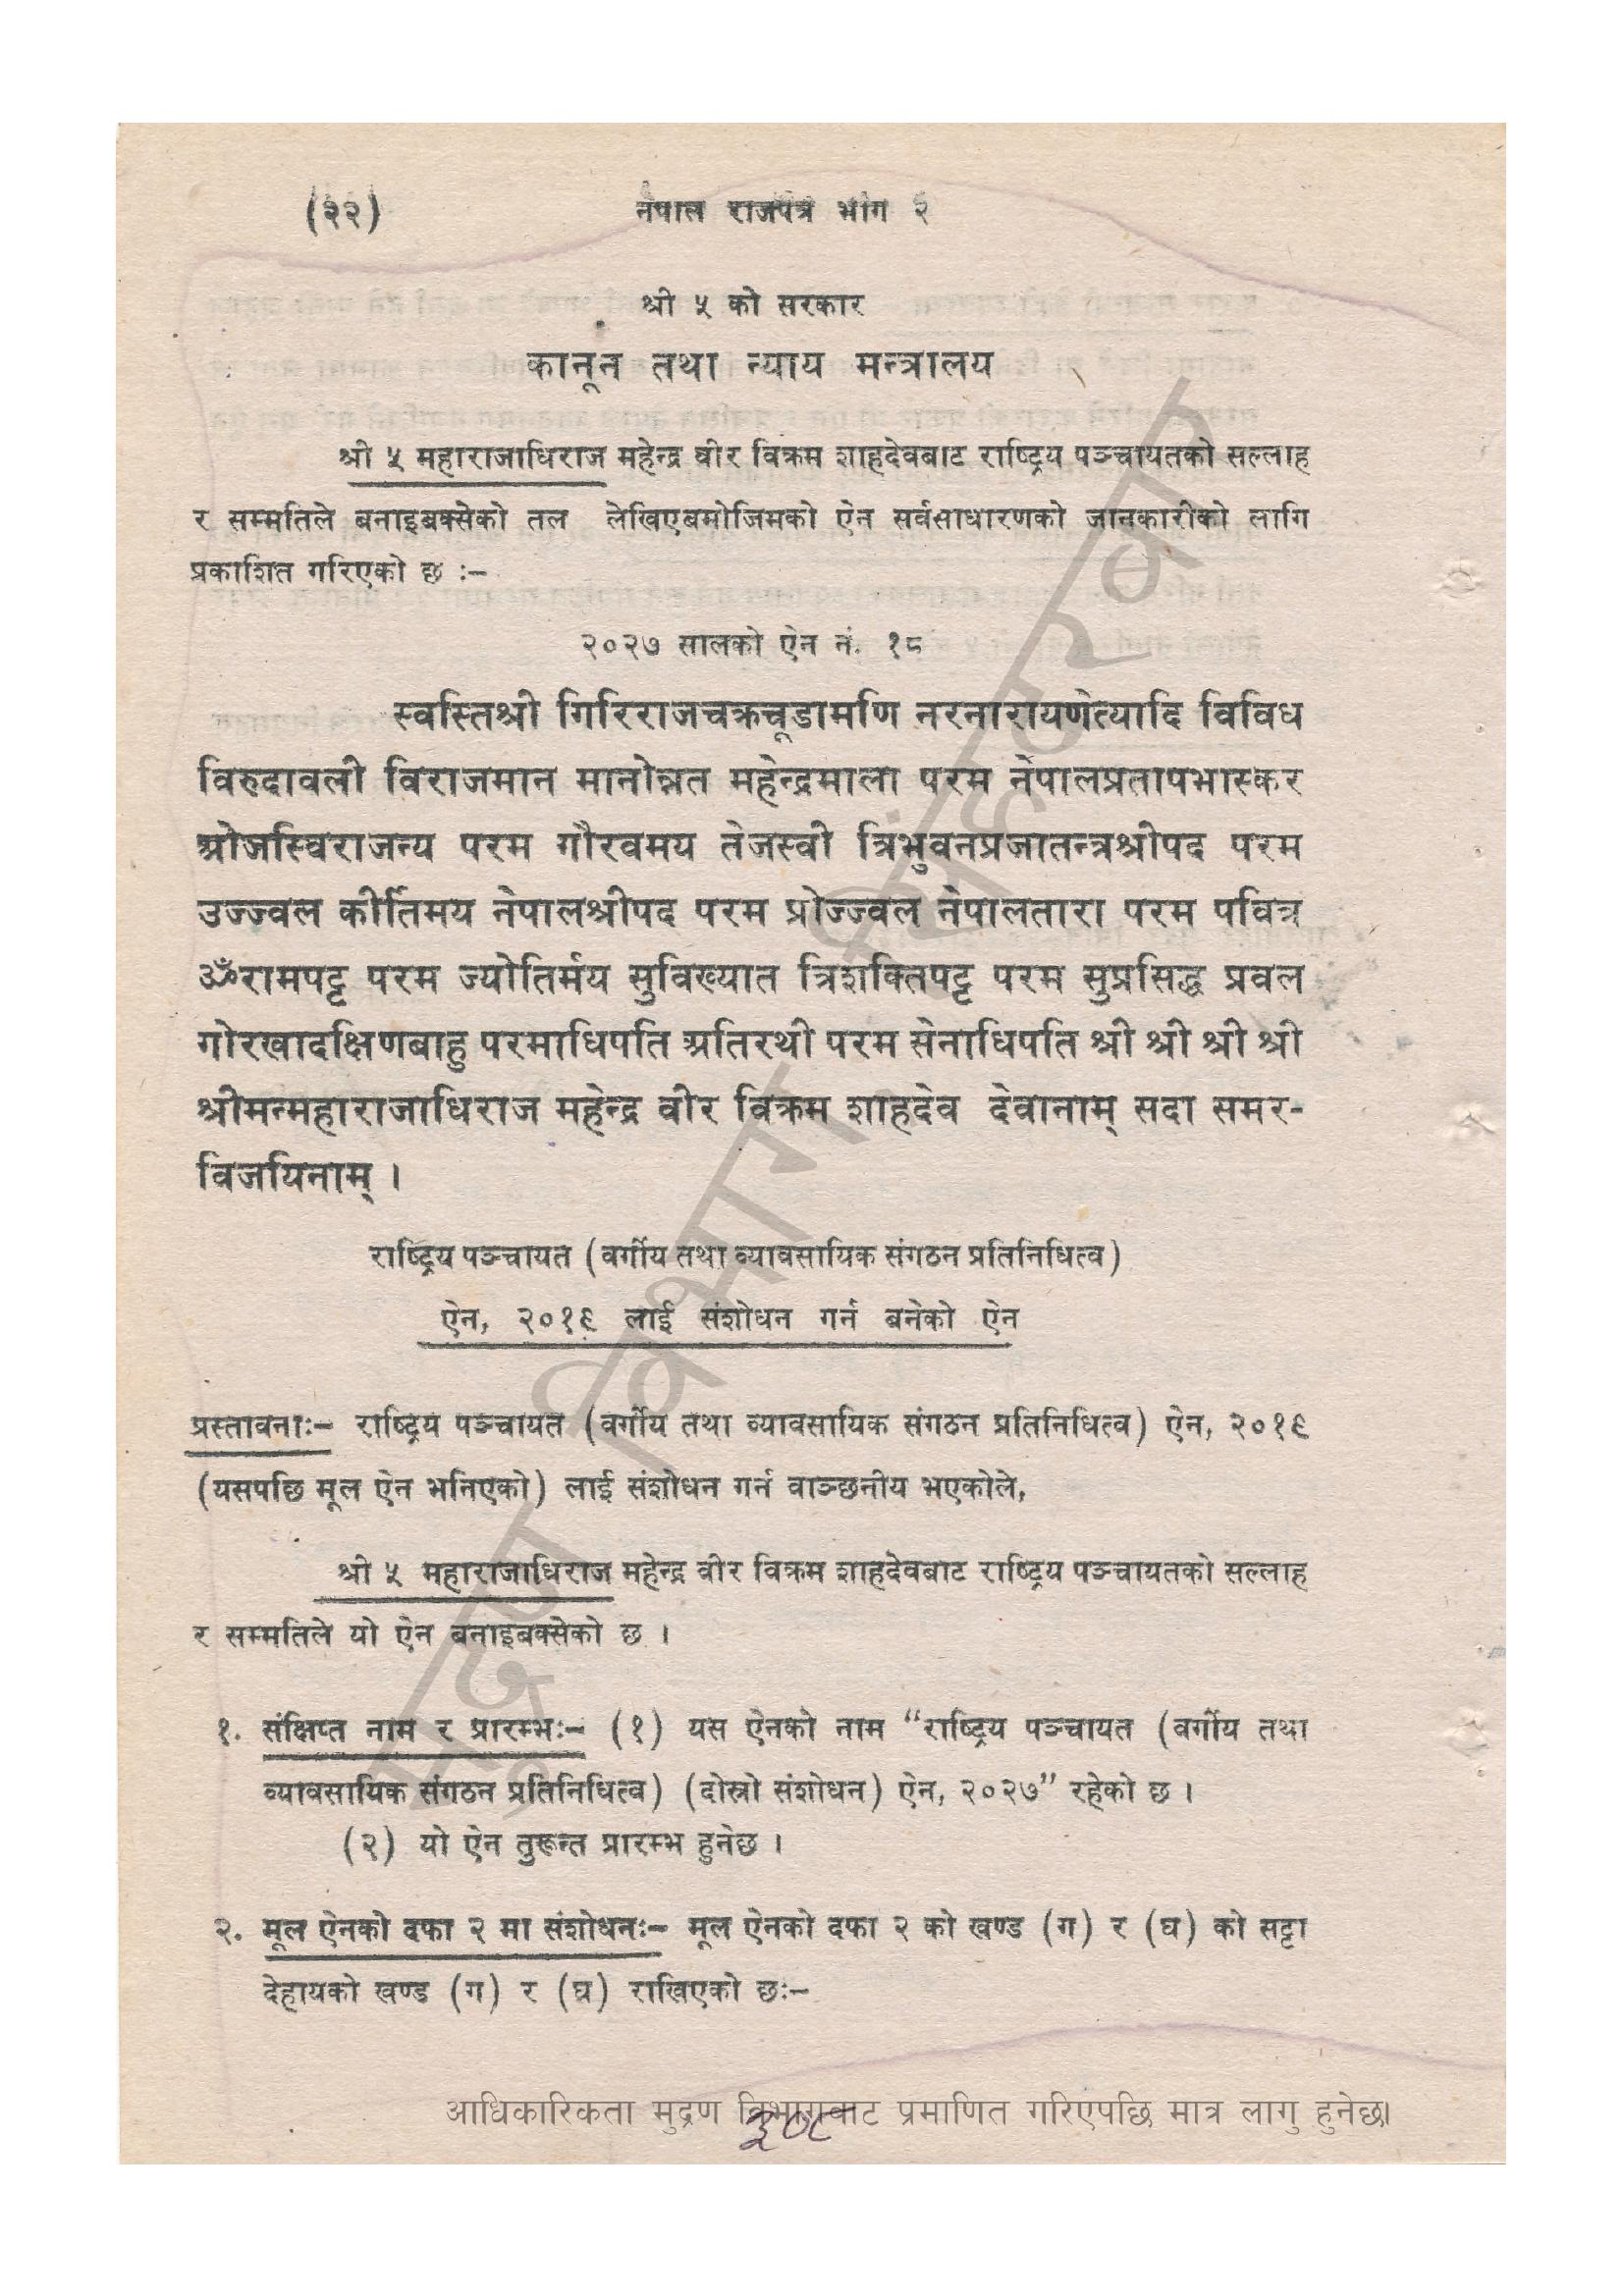 (३२) नेपाल राजपत्र भाग २
श्री ५ को सरकार
कानून तथा न्याय मन्त्रालय
श्री ५ महाराजाधिराज महेन्द्र वीर विक्रम शाहदेवबाट राष्ट्रिय पञ्चायतको सल्लाह
र सम्मतिले बनाइबक्सेको तल लेखिएबमोजिमको ऐन सर्वसाधारणको जानकारीको लागि
प्रकाशित गरिएको छ :–
२०२७ सालको ऐन नं. १८
स्वस्तिश्री गिरिराजचक्रचूडामणि नरनारायणेत्यादि विविध
विरुदावली विराजमान मानोन्नत महेन्द्रमाला परम नेपालप्रतापभास्कर
ओजस्विराजन्य परम गौरवमय तेजस्वी त्रिभुवनप्रजातन्त्रश्रीपद परम
उज्ज्वल कीर्तिमय नेपालश्रीपद परम प्रोज्ज्वल नेपालतारा परम पवित्र
ॐरामपट्ट परम ज्योतिर्मय सुविख्यात त्रिशक्तिपट्ट परम सुप्रसिद्ध प्रवल
गोरखादक्षिणबाहु परमाधिपति अतिरथी परम सेनाधिपति श्री श्री श्री श्री
श्रीमन्महाराजाधिराज महेन्द्र वीर विक्रम शाहदेव देवानाम् सदा समर-
विजयिनाम् ।
राष्ट्रिय पञ्चायत (वर्गीय तथा व्यावसायिक संगठन प्रतिनिधित्व)
ऐन, २०१९ लाई संशोधन गर्न बनेको ऐन
प्रस्तावनाः– राष्ट्रिय पञ्चायत (वर्गीय तथा व्यावसायिक संगठन प्रतिनिधित्व) ऐन, २०१९
(यसपछि मूल ऐन भनिएको) लाई संशोधन गर्न वाञ्छनीय भएकोले,
श्री ५ महाराजाधिराज महेन्द्र वीर विक्रम शाहदेवबाट राष्ट्रिय पञ्चायतको सल्लाह
र सम्मतिले यो ऐन बनाइबक्सेको छ ।
१. संक्षिप्त नाम र प्रारम्भः– (१) यस ऐनको नाम “राष्ट्रिय पञ्चायत (वर्गीय तथा
व्यावसायिक संगठन प्रतिनिधित्व) (दोस्रो संशोधन) ऐन, २०२७” रहेको छ ।
(२) यो ऐन तुरून्त प्रारम्भ हुनेछ ।
२. मूल ऐनको दफा २ मा संशोधनः– मूल ऐनको दफा २ को खण्ड (ग) र (घ) को सट्टा
देहायको खण्ड (ग) र (घ) राखिएको छः–
आधिकारिकता मुद्रण विभागबाट प्रमाणित गरिएपछि मात्र लागु हुनेछ।
३०८
मुद्रण विभाग, सिंहदरबार